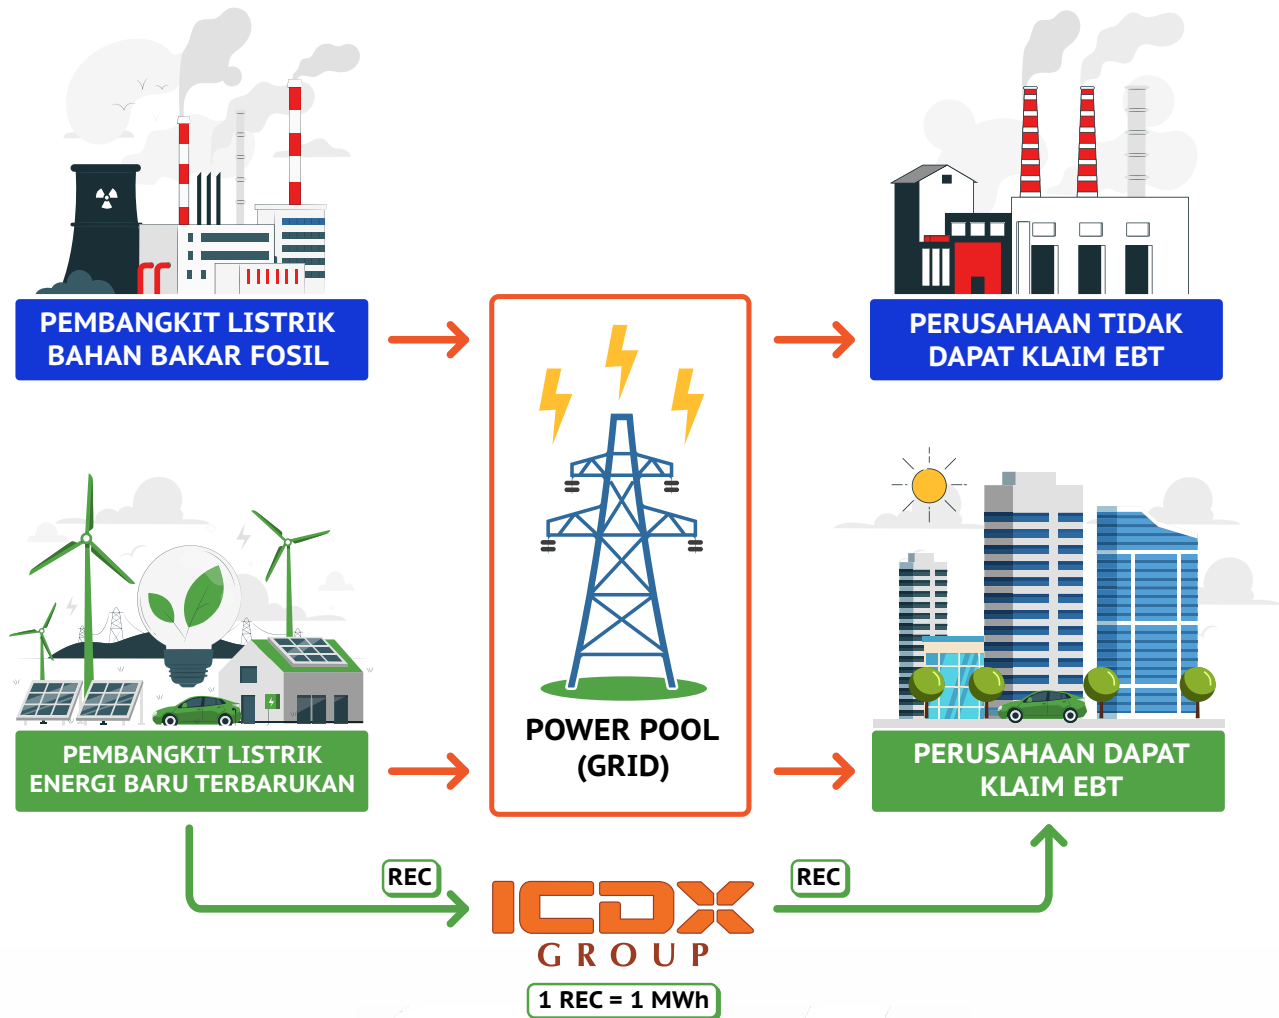 PEMBANGKIT LISTRIK
BAHAN BAKAR FOSIL
PERUSAHAAN TIDAK
DAPAT KLAIM EBT
POWER POOL
(GRID)
PEMBANGKIT LISTRIK
ENERGI BARU TERBARUKAN
PERUSAHAAN DAPAT
KLAIM EBT
REC
REC
ICDX
GROUP
1 REC = 1 MWh